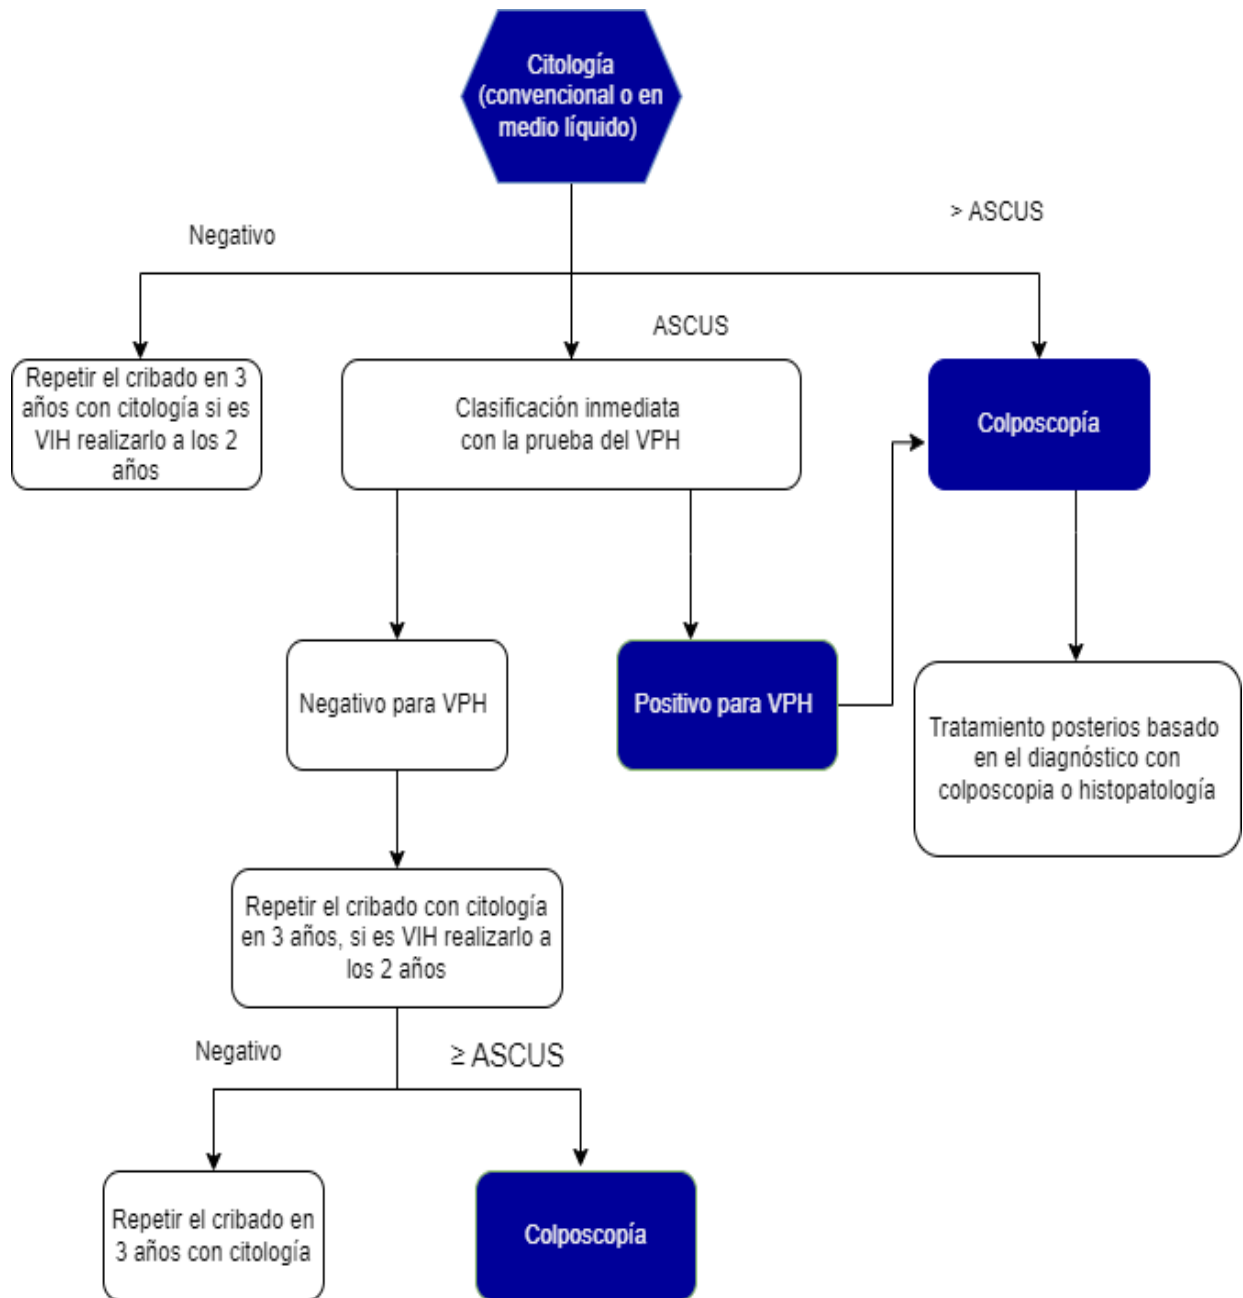 Citología
(convencional o en
medio líquido)
Negativo
> ASCUS
ASCUS
Repetir el cribado en 3
años con citología si es
VIH realizarlo a los 2
años
Clasificación inmediata
con la prueba del VPH
Colposcopía
Negativo para VPH
Positivo para VPH
Tratamiento posterios basado
en el diagnóstico con
colposcopia o histopatología
Repetir el cribado con citología
en 3 años, si es VIH realizarlo a
los 2 años
Negativo
≥ ASCUS
Repetir el cribado en
3 años con citología
Colposcopía